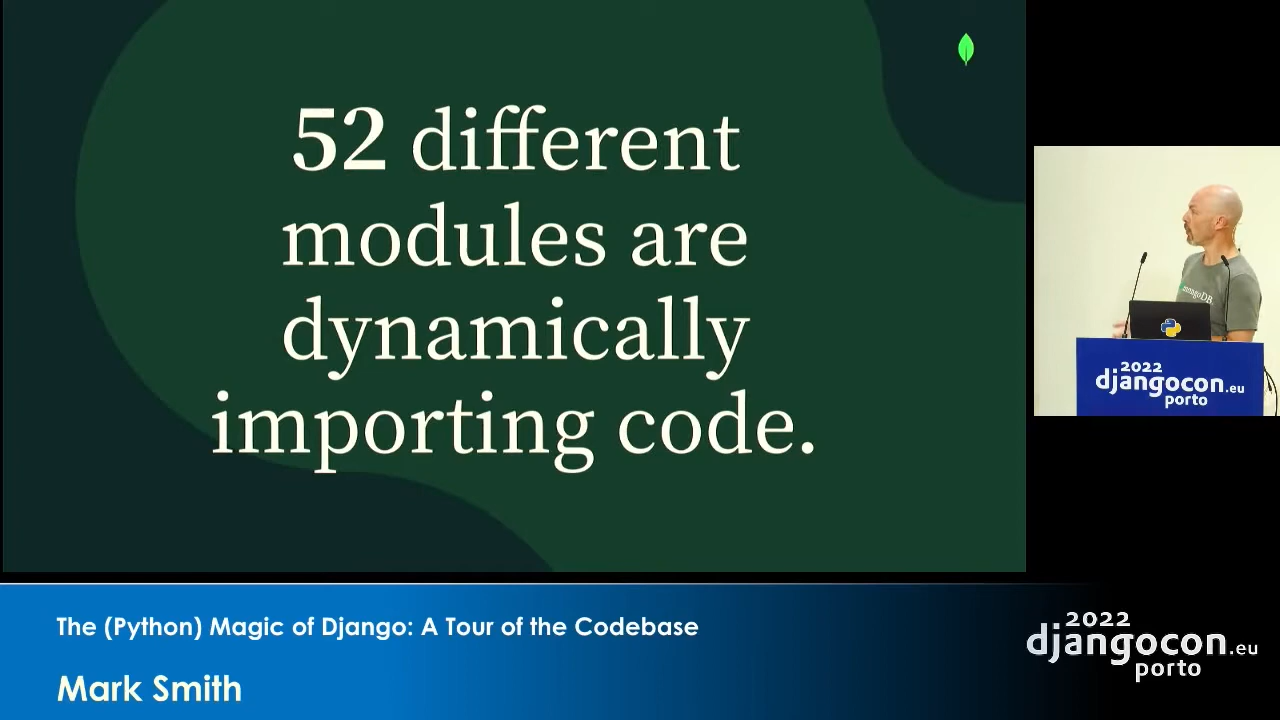 52 different
modules are
dynamically
importing code.
mongoDB
2022
djangocon.eu
porto
The (Python) Magic of Django: A Tour of the Codebase
Mark Smith
2022
djangocon.eu
porto